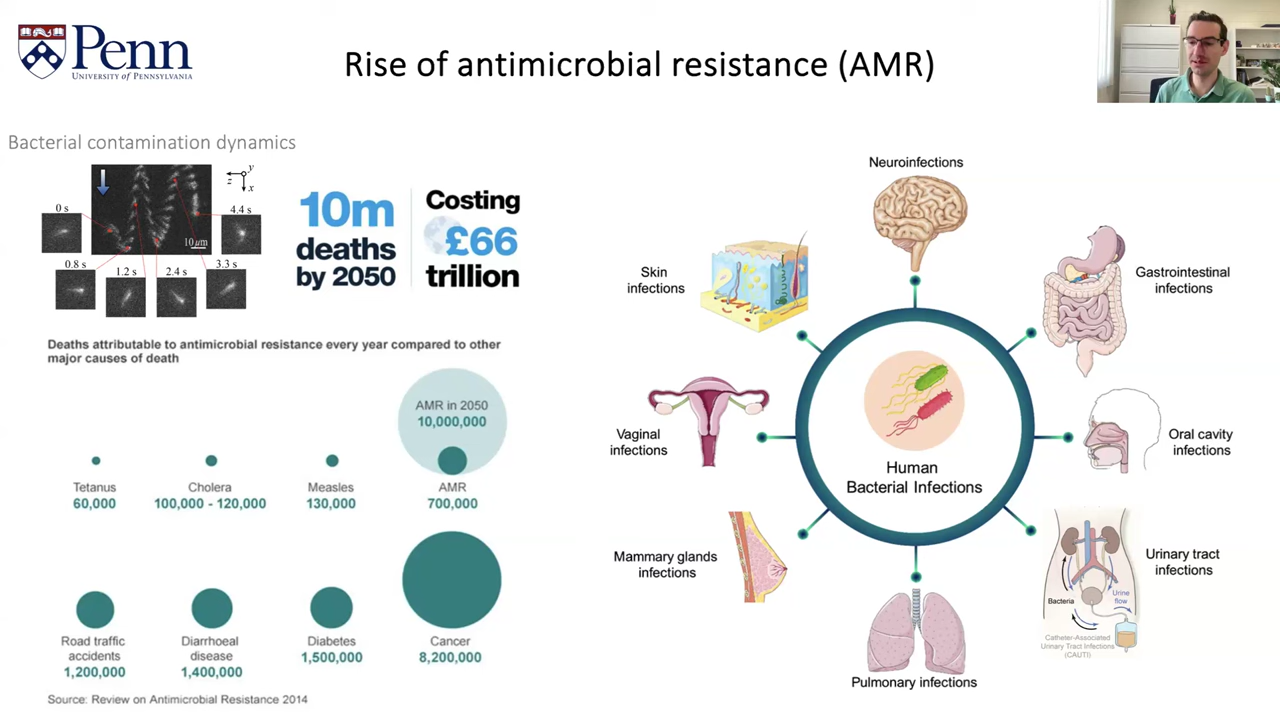 Penn
UNIVERSITY of PENNSYLVANIA
Rise of antimicrobial resistance (AMR)
Bacterial contamination dynamics
0 s
4.4 s
10 μm
0.8 s
1.2 s
2.4 s
3.3 s
y
z
x
10m
deaths
by 2050
Costing
£66
trillion
Deaths attributable to antimicrobial resistance every year compared to other
major causes of death
AMR in 2050
10,000,000
Tetanus
60,000
Cholera
100,000 - 120,000
Measles
130,000
AMR
700,000
Road traffic
accidents
1,200,000
Diarrhoeal
disease
1,400,000
Diabetes
1,500,000
Cancer
8,200,000
Source: Review on Antimicrobial Resistance 2014
Neuroinfections
Skin
infections
Gastrointestinal
infections
Vaginal
infections
Oral cavity
infections
Human
Bacterial Infections
Mammary glands
infections
Urinary tract
infections
Bacteria
Urine
flow
Catheter-Associated
Urinary Tract Infections
(CAUTI)
Pulmonary infections